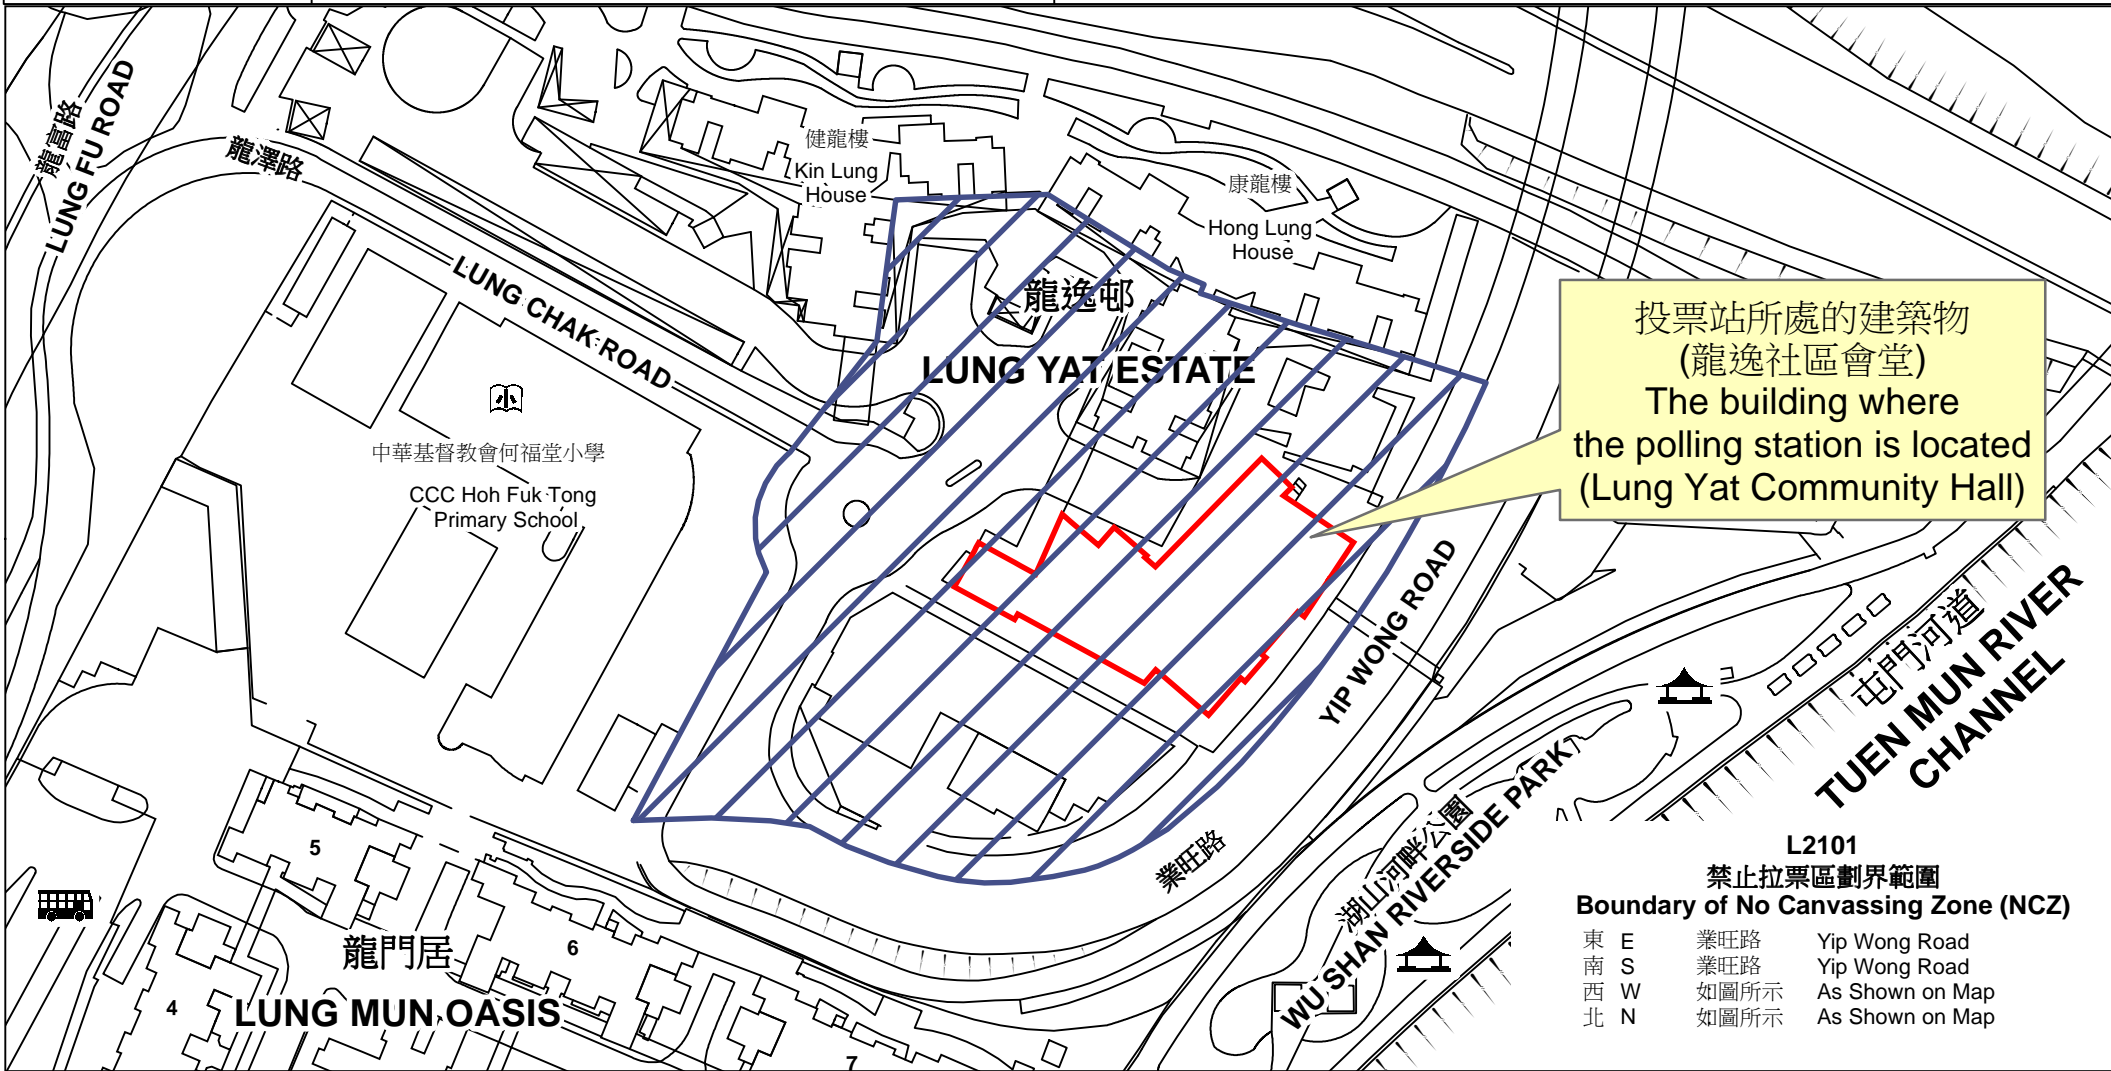 龍富路
LUNG FU ROAD
龍澤路
LUNG CHAK ROAD
健龍樓
Kin Lung
House
康龍樓
Hong Lung
House
龍逸邨
LUNG YAT ESTATE
投票站所處的建築物
(龍逸社區會堂)
The building where
the polling station is located
(Lung Yat Community Hall)
小
中華基督教會何福堂小學
CCC Hoh Fuk Tong
Primary School
YIP WONG ROAD
業旺路
屯門河道
TUEN MUN RIVER
CHANNEL
湖山河畔公園
WU SHAN RIVERSIDE PARK
5
6
4
7
龍門居
LUNG MUN OASIS
L2101
禁止拉票區劃界範圍
Boundary of No Canvassing Zone (NCZ)
東 E 業旺路 Yip Wong Road
南 S 業旺路 Yip Wong Road
西 W 如圖所示 As Shown on Map
北 N 如圖所示 As Shown on Map